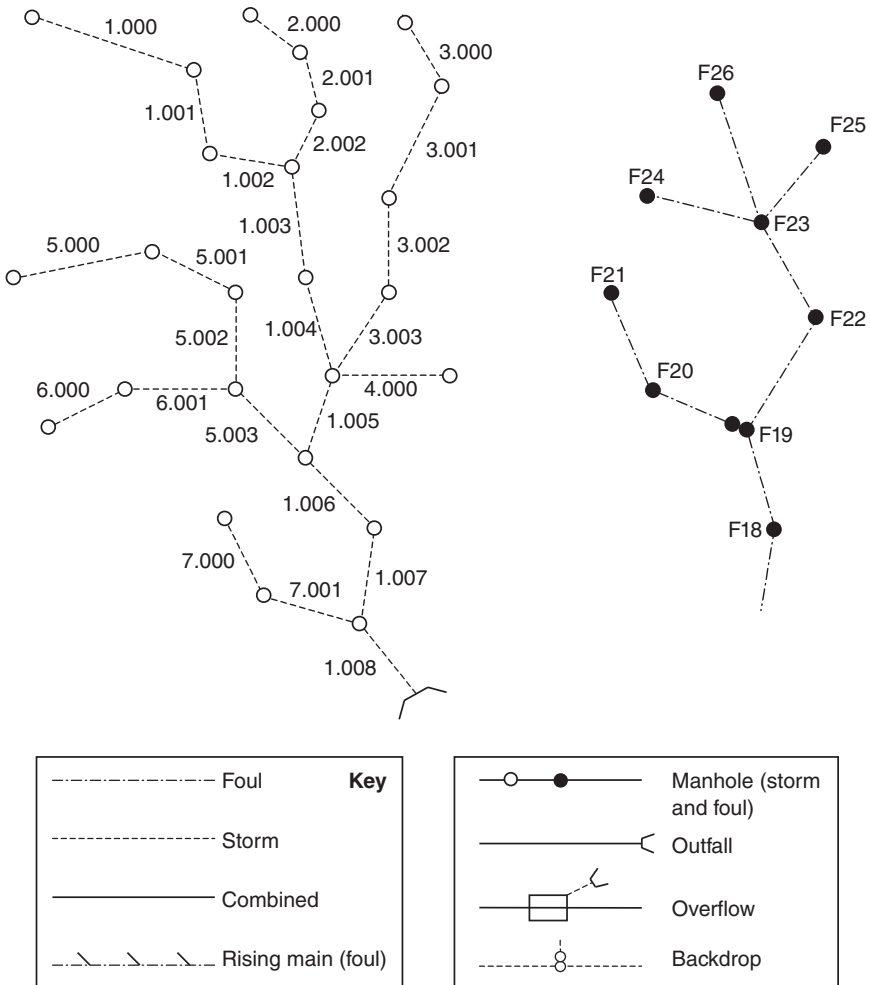 1.000
2.000
3.000
2.001
1.001
2.002
3.001
1.002
1.003
5.000
5.001
3.002
1.004
5.002
3.003
6.000
6.001
4.000
5.003
1.005
1.006
7.000
7.001
1.007
1.008
F26
F25
F24
F23
F21
F22
F20
F19
F18
Key
Foul
Storm
Combined
Rising main (foul)
Manhole (storm
and foul)
Outfall
Overflow
Backdrop